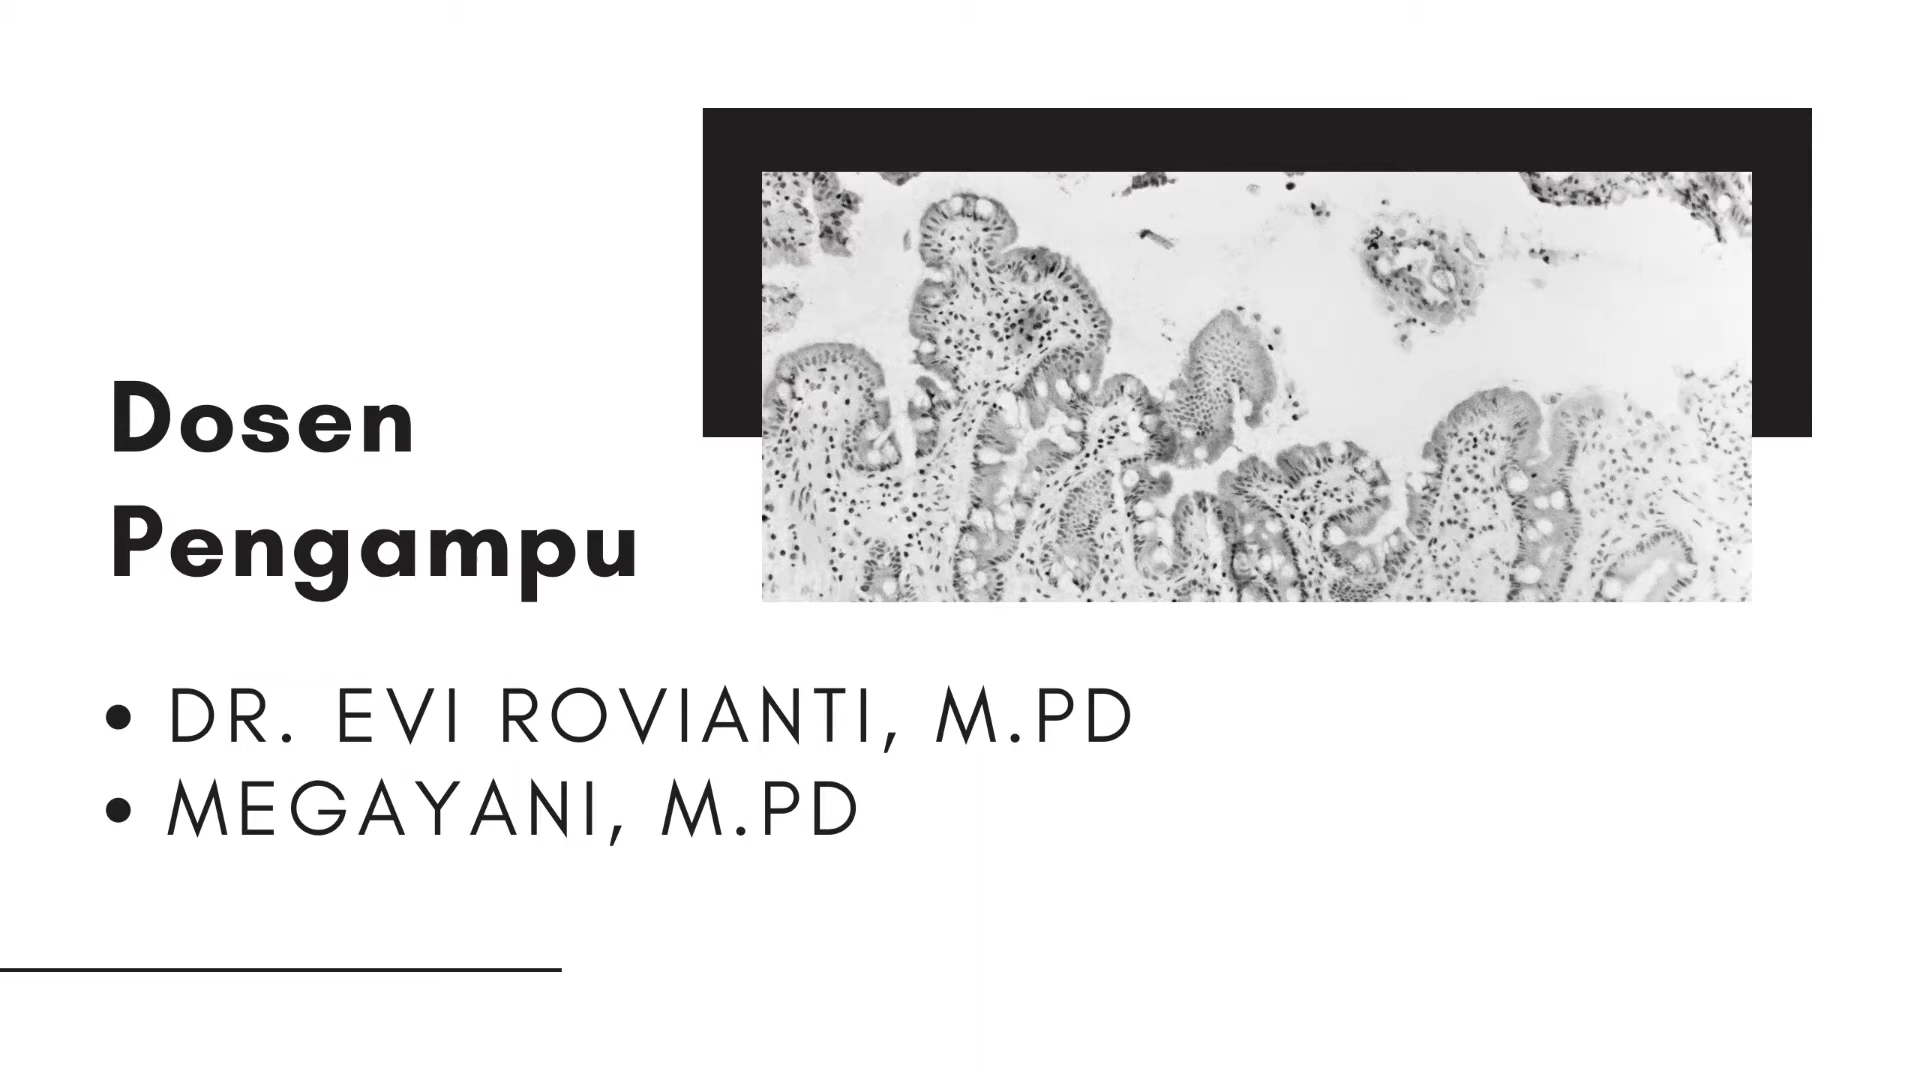 Dosen
Pengampu
• DR. EVI ROVIANTI, M.PD
• MEGAYANI, M.PD